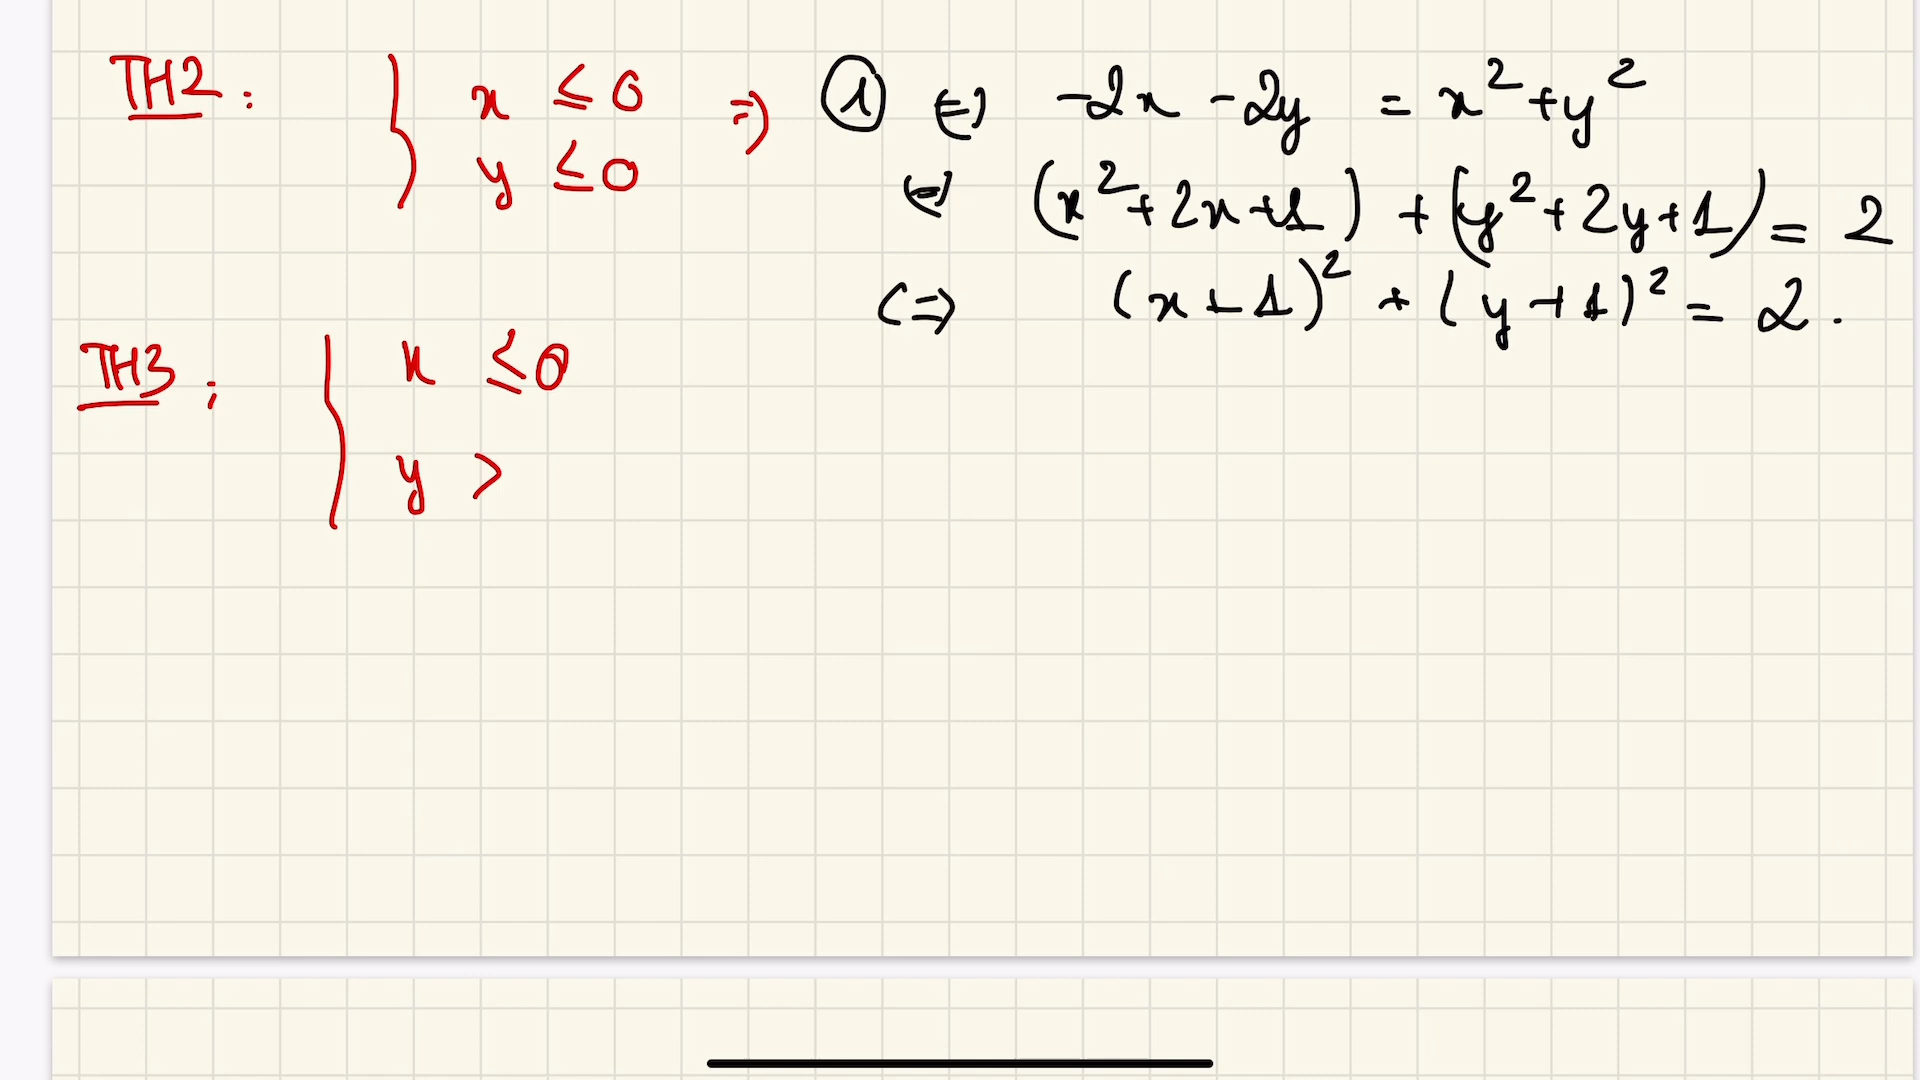 TH2 : { x ≤ 0 ⇒ ① ⇔ -2x - 2y = x² + y²
y ≤ 0 ⇔ (x² + 2x + 1) + (y² + 2y + 1) = 2
⇔ (x + 1)² + (y + 1)² = 2 .
TH3 : { x ≤ 0
y >